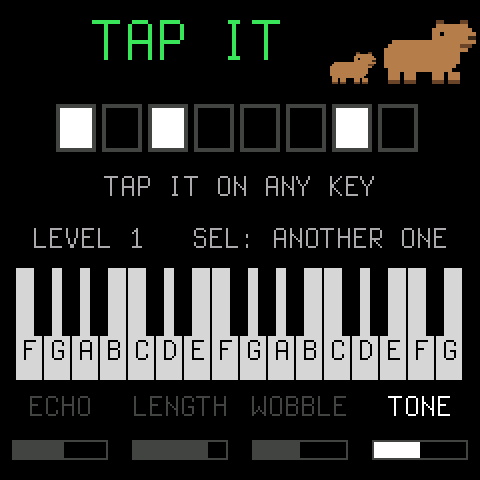 TAP IT
TAP IT ON ANY KEY
LEVEL 1 SEL: ANOTHER ONE
F G A B C D E F G A B C D E F G
ECHO LENGTH WOBBLE TONE